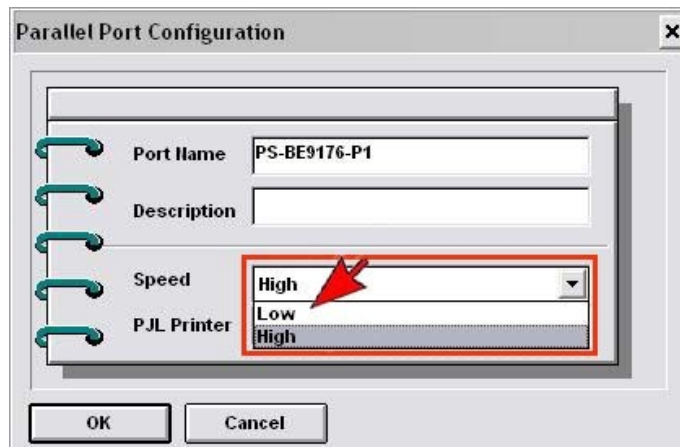 Parallel Port Configuration
Port Name PS-BE9176-P1
Description
Speed High
Low
PJL Printer
High
OK Cancel